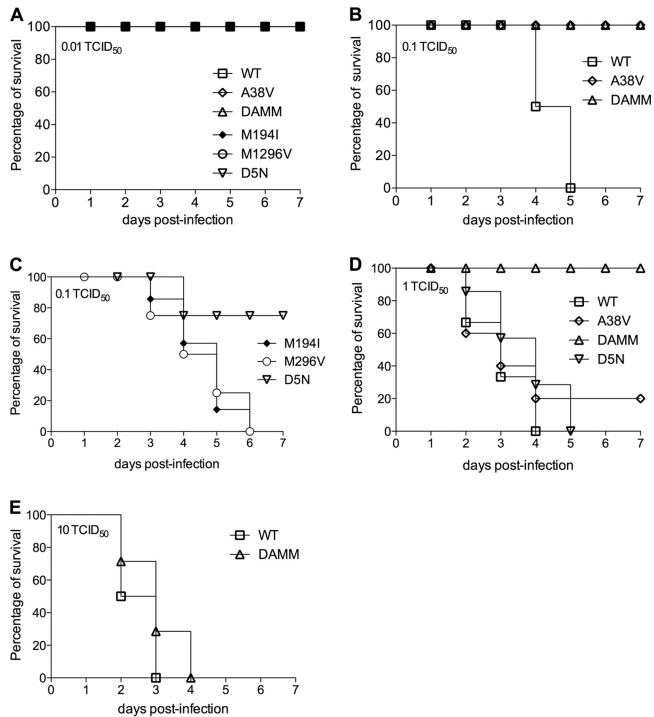 A
0.01 TCID50
Percentage of survival
100
80
60
40
20
0
0 1 2 3 4 5 6 7
days post-infection
WT
A38V
DAMM
M194I
M1296V
D5N
B
0.1 TCID50
Percentage of survival
100
80
60
40
20
0
0 1 2 3 4 5 6 7
days post-infection
WT
A38V
DAMM
C
0.1 TCID50
Percentage of survival
100
80
60
40
20
0
0 1 2 3 4 5 6 7
days post-infection
M194I
M296V
D5N
D
1 TCID50
Percentage of survival
100
80
60
40
20
0
0 1 2 3 4 5 6 7
days post-infection
WT
A38V
DAMM
D5N
E
10 TCID50
Percentage of survival
100
80
60
40
20
0
0 1 2 3 4 5 6 7
days post-infection
WT
DAMM